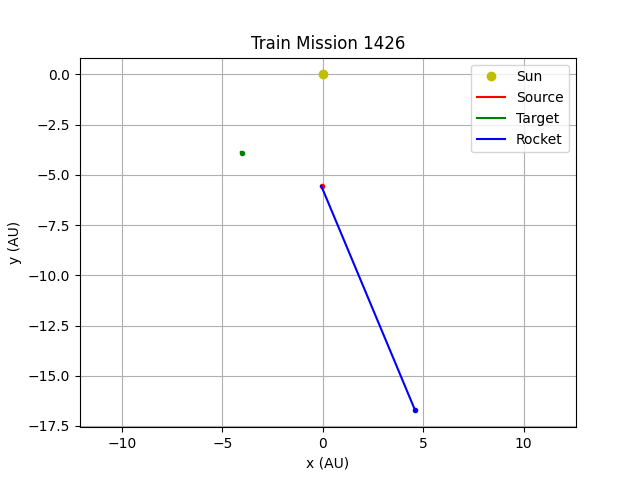 Train Mission 1426
Sun
Source
Target
Rocket
0.0
−2.5
−5.0
−7.5
−10.0
−12.5
−15.0
−17.5
y (AU)
−10
−5
0
5
10
x (AU)